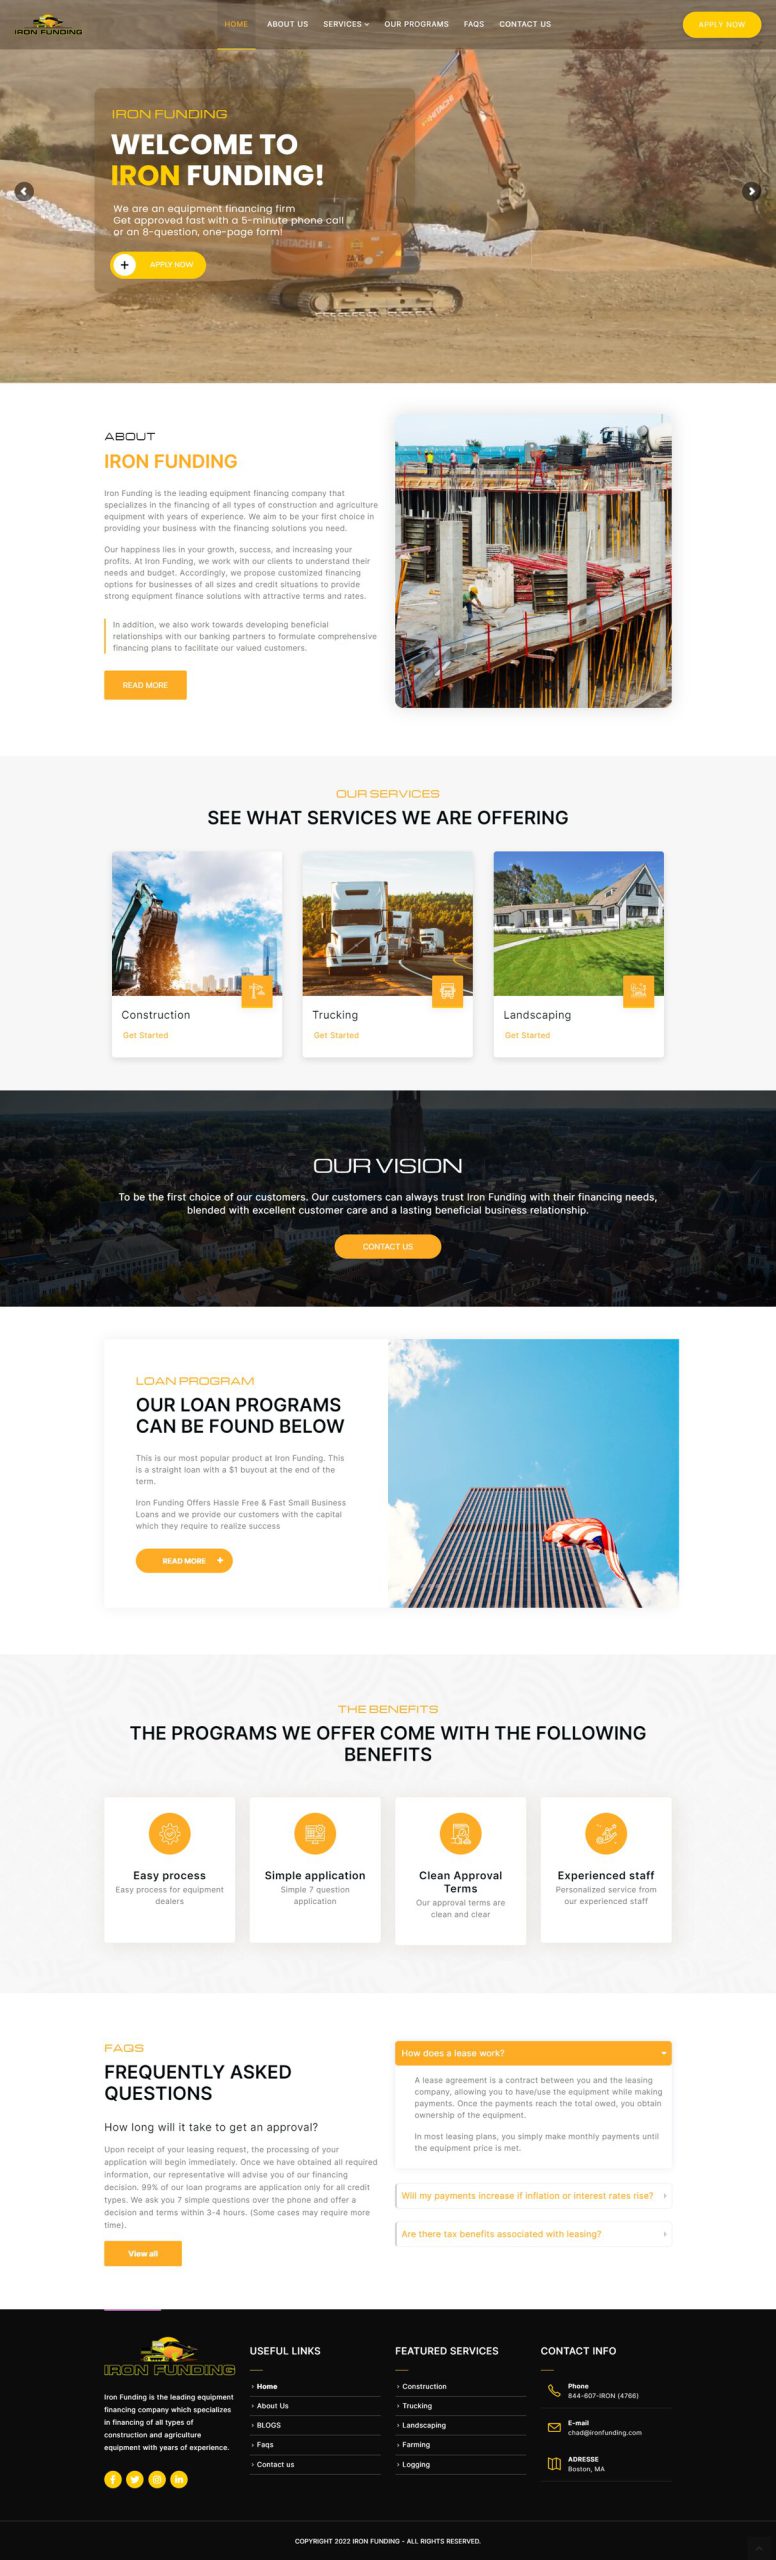 IRON FUNDING
HOME
ABOUT US
SERVICES
OUR PROGRAMS
FAQS
CONTACT US
APPLY NOW
HITACHI
IRON FUNDING
WELCOME TO
IRON FUNDING!
We are an equipment financing firm
Get approved fast with a 5-minute phone call
or an 8-question, one-page form!
HITACHI
APPLY NOW
ABOUT
IRON FUNDING
Iron Funding is the leading equipment financing company that
specializes in the financing of all types of construction and agriculture
equipment with years of experience. We aim to be your first choice in
providing your business with the financing solutions you need.
Our happiness lies in your growth, success, and increasing your
profits. At Iron Funding, we work with our clients to understand their
needs and budget. Accordingly, we propose customized financing
options for businesses of all sizes and credit situations to provide
strong equipment finance solutions with attractive terms and rates.
In addition, we also work towards developing beneficial
relationships with our banking partners to formulate comprehensive
financing plans to facilitate our valued customers.
READ MORE
OUR SERVICES
SEE WHAT SERVICES WE ARE OFFERING
Construction
Get Started
Trucking
Get Started
Landscaping
Get Started
OUR VISION
To be the first choice of our customers. Our customers can always trust Iron Funding with their financing needs,
blended with excellent customer care and a lasting beneficial business relationship.
CONTACT US
LOAN PROGRAM
OUR LOAN PROGRAMS
CAN BE FOUND BELOW
This is our most popular product at Iron Funding. This
is a straight loan with a $1 buyout at the end of the
term.
Iron Funding Offers Hassle Free & Fast Small Business
Loans and we provide our customers with the capital
which they require to realize success
READ MORE +
THE BENEFITS
THE PROGRAMS WE OFFER COME WITH THE FOLLOWING
BENEFITS
Easy process
Easy process for equipment
dealers
Simple application
Simple 7 question
application
Clean Approval
Terms
Our approval terms are
clean and clear
Experienced staff
Personalized service from
our experienced staff
FAQS
FREQUENTLY ASKED
QUESTIONS
How long will it take to get an approval?
Upon receipt of your leasing request, the processing of your
application will begin immediately. Once we have obtained all required
information, our representative will advise you of our financing
decision. 99% of our loan programs are application only for all credit
types. We ask you 7 simple questions over the phone and offer a
decision and terms within 3-4 hours. (Some cases may require more
time).
View all
How does a lease work?
A lease agreement is a contract between you and the leasing
company, allowing you to have/use the equipment while making
payments. Once the payments reach the total owed, you obtain
ownership of the equipment.
In most leasing plans, you simply make monthly payments until
the equipment price is met.
Will my payments increase if inflation or interest rates rise?
Are there tax benefits associated with leasing?
IRON FUNDING
Iron Funding is the leading equipment
financing company which specializes
in financing of all types of
construction and agriculture
equipment with years of experience.
USEFUL LINKS
Home
About Us
BLOGS
Faqs
Contact us
FEATURED SERVICES
Construction
Trucking
Landscaping
Farming
Logging
CONTACT INFO
Phone
844-607-IRON (4766)
E-mail
chad@ironfunding.com
ADRESSE
Boston, MA
COPYRIGHT 2022 IRON FUNDING - ALL RIGHTS RESERVED.